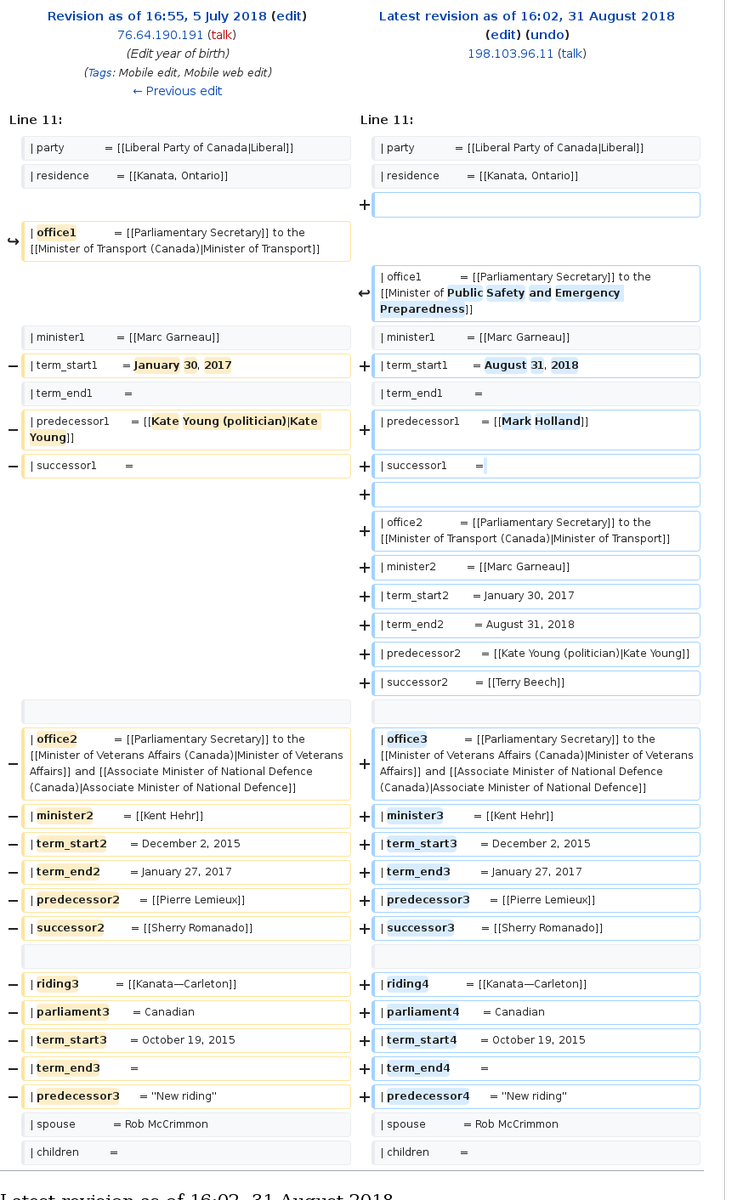 Revision as of 16:55, 5 July 2018 (edit)
76.64.190.191 (talk)
(Edit year of birth)
(Tags: Mobile edit, Mobile web edit)
← Previous edit
Latest revision as of 16:02, 31 August 2018
(edit) (undo)
198.103.96.11 (talk)
Line 11:
Line 11:
| party = [[Liberal Party of Canada|Liberal]]
| party = [[Liberal Party of Canada|Liberal]]
| residence = [[Kanata, Ontario]]
| residence = [[Kanata, Ontario]]
+
↪ | office1 = [[Parliamentary Secretary]] to the
[[Minister of Transport (Canada)|Minister of Transport]]
↩ | office1 = [[Parliamentary Secretary]] to the
[[Minister of Public Safety and Emergency
Preparedness]]
| minister1 = [[Marc Garneau]]
| minister1 = [[Marc Garneau]]
− | term_start1 = January 30, 2017
+ | term_start1 = August 31, 2018
| term_end1 =
| term_end1 =
− | predecessor1 = [[Kate Young (politician)|Kate
Young]]
+ | predecessor1 = [[Mark Holland]]
− | successor1 =
+ | successor1 =
+
+ | office2 = [[Parliamentary Secretary]] to the
[[Minister of Transport (Canada)|Minister of Transport]]
+ | minister2 = [[Marc Garneau]]
+ | term_start2 = January 30, 2017
+ | term_end2 = August 31, 2018
+ | predecessor2 = [[Kate Young (politician)|Kate Young]]
+ | successor2 = [[Terry Beech]]
− | office2 = [[Parliamentary Secretary]] to the
[[Minister of Veterans Affairs (Canada)|Minister of Veterans
Affairs]] and [[Associate Minister of National Defence
(Canada)|Associate Minister of National Defence]]
+ | office3 = [[Parliamentary Secretary]] to the
[[Minister of Veterans Affairs (Canada)|Minister of Veterans
Affairs]] and [[Associate Minister of National Defence
(Canada)|Associate Minister of National Defence]]
− | minister2 = [[Kent Hehr]]
+ | minister3 = [[Kent Hehr]]
− | term_start2 = December 2, 2015
+ | term_start3 = December 2, 2015
− | term_end2 = January 27, 2017
+ | term_end3 = January 27, 2017
− | predecessor2 = [[Pierre Lemieux]]
+ | predecessor3 = [[Pierre Lemieux]]
− | successor2 = [[Sherry Romanado]]
+ | successor3 = [[Sherry Romanado]]
− | riding3 = [[Kanata—Carleton]]
+ | riding4 = [[Kanata—Carleton]]
− | parliament3 = Canadian
+ | parliament4 = Canadian
− | term_start3 = October 19, 2015
+ | term_start4 = October 19, 2015
− | term_end3 =
+ | term_end4 =
− | predecessor3 = "New riding"
+ | predecessor4 = "New riding"
| spouse = Rob McCrimmon
| spouse = Rob McCrimmon
| children =
| children =
Latest revision as of 16:02, 31 August 2018